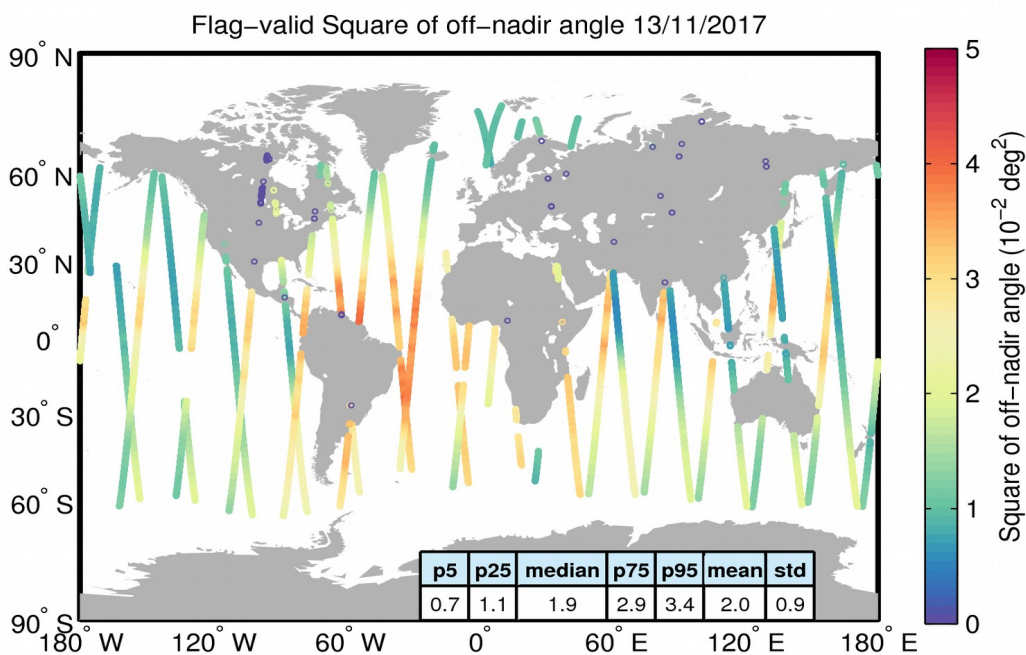 Flag−valid Square of off−nadir angle 13/11/2017
90° N
60° N
30° N
0°
30° S
60° S
90° S
180° W
120° W
60° W
0°
60° E
120° E
180° E
p5 p25 median p75 p95 mean std
0.7 1.1 1.9 2.9 3.4 2.0 0.9
5
4
3
2
1
0
Square of off−nadir angle (10⁻² deg²)